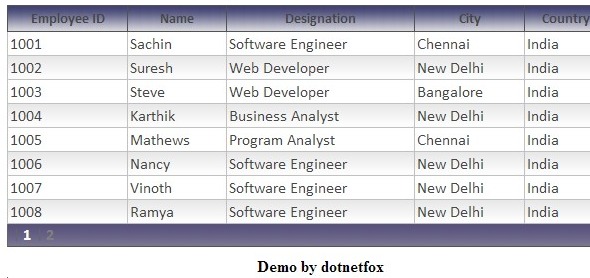 Employee ID Name Designation City Country
1001 Sachin Software Engineer Chennai India
1002 Suresh Web Developer New Delhi India
1003 Steve Web Developer Bangalore India
1004 Karthik Business Analyst New Delhi India
1005 Mathews Program Analyst Chennai India
1006 Nancy Software Engineer New Delhi India
1007 Vinoth Software Engineer New Delhi India
1008 Ramya Software Engineer New Delhi India
1 2
Demo by dotnetfox